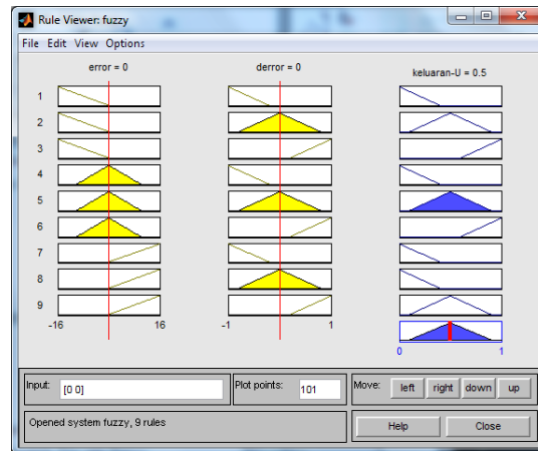 Rule Viewer: fuzzy
File Edit View Options
error = 0 derror = 0 keluaran-U = 0.5
1
2
3
4
5
6
7
8
9
-16 16 -1 1
0 1
Input: [0 0] Plot points: 101 Move: left right down up
Opened system fuzzy, 9 rules Help Close